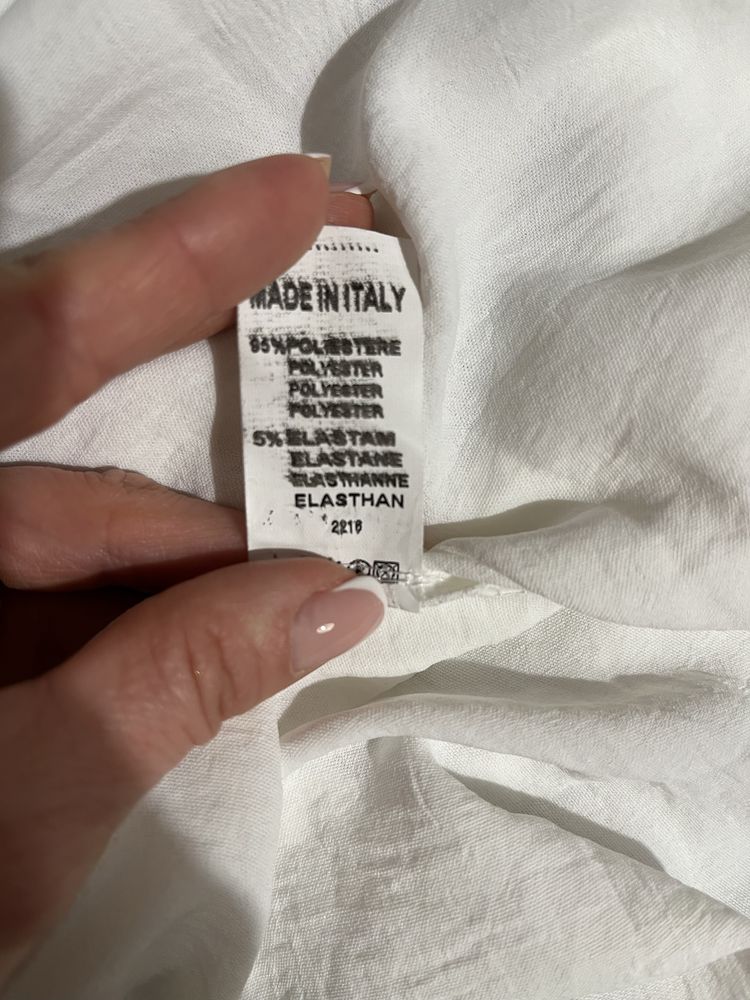 MADE IN ITALY
95% POLIESTERE
POLYESTER
POLYESTER
POLYESTER
5% ELASTAM
ELASTANE
ELASTHANNE
ELASTHAN
2216